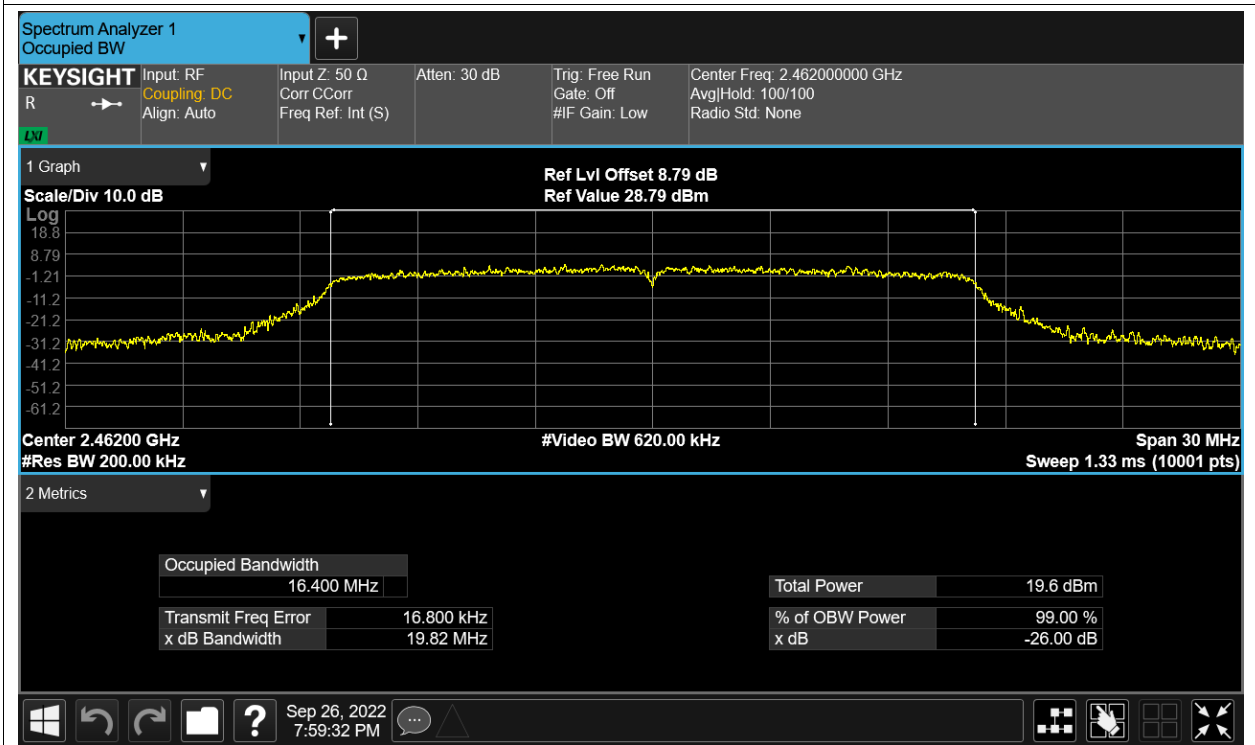 Spectrum Analyzer 1
Occupied BW
KEYSIGHT
R
LXI
Input: RF
Coupling: DC
Align: Auto
Input Z: 50 Ω
Corr CCorr
Freq Ref: Int (S)
Atten: 30 dB
Trig: Free Run
Gate: Off
#IF Gain: Low
Center Freq: 2.462000000 GHz
Avg|Hold: 100/100
Radio Std: None
1 Graph
Scale/Div 10.0 dB
Ref Lvl Offset 8.79 dB
Ref Value 28.79 dBm
Log
18.8
8.79
-1.21
-11.2
-21.2
-31.2
-41.2
-51.2
-61.2
Center 2.46200 GHz
#Video BW 620.00 kHz
Span 30 MHz
#Res BW 200.00 kHz
Sweep 1.33 ms (10001 pts)
2 Metrics
Occupied Bandwidth
16.400 MHz
Transmit Freq Error 16.800 kHz
x dB Bandwidth 19.82 MHz
Total Power 19.6 dBm
% of OBW Power 99.00 %
x dB -26.00 dB
Sep 26, 2022
7:59:32 PM